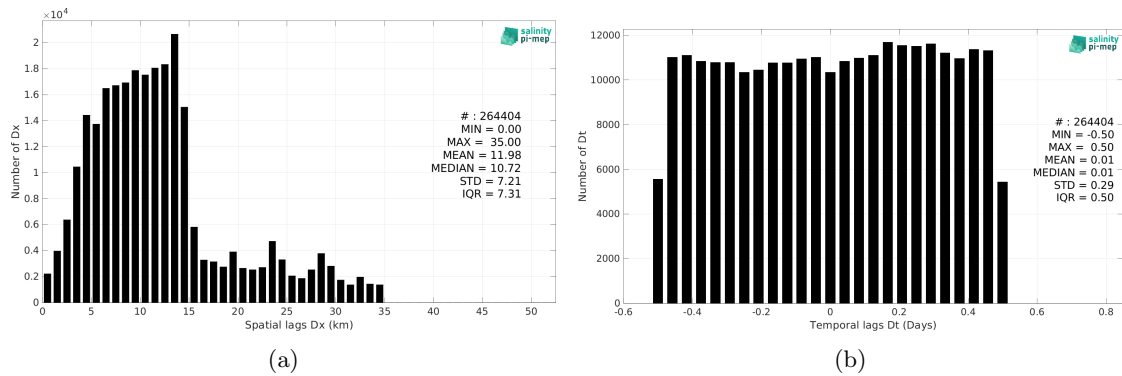 ×10⁴
2
1.8
1.6
1.4
1.2
1
0.8
0.6
0.4
0.2
0
Number of Dx
salinity
pi-mep
# : 264404
MIN = 0.00
MAX = 35.00
MEAN = 11.98
MEDIAN = 10.72
STD = 7.21
IQR = 7.31
0 5 10 15 20 25 30 35 40 45 50
Spatial lags Dx (km)
(a)
12000
10000
8000
6000
4000
2000
0
Number of Dt
salinity
pi-mep
# : 264404
MIN = -0.50
MAX = 0.50
MEAN = 0.01
MEDIAN = 0.01
STD = 0.29
IQR = 0.50
-0.6 -0.4 -0.2 0 0.2 0.4 0.6 0.8
Temporal lags Dt (Days)
(b)